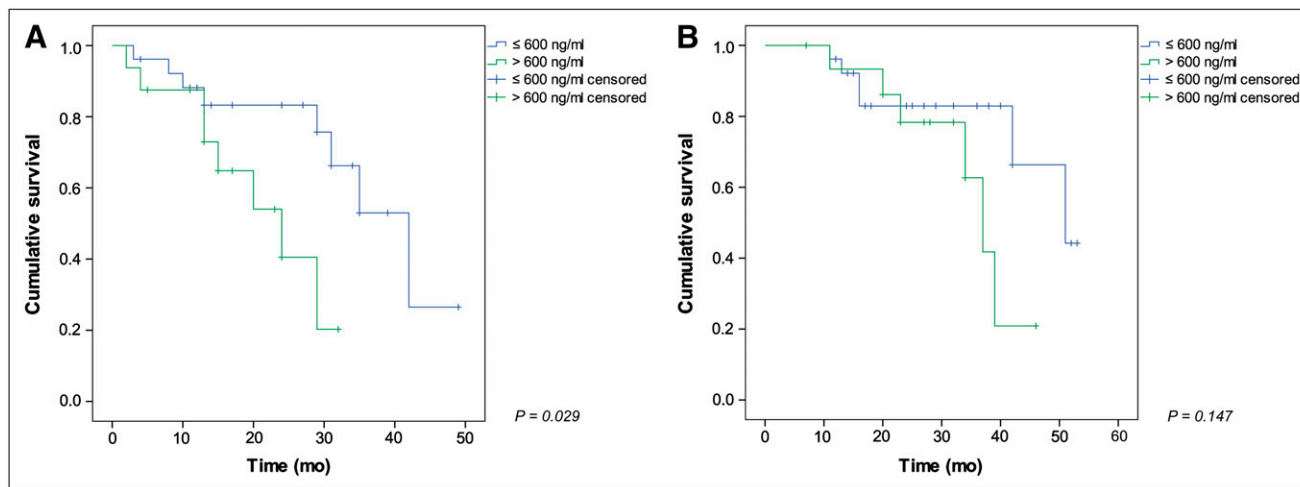 A
Cumulative survival
1.0
0.8
0.6
0.4
0.2
0.0
0 10 20 30 40 50
Time (mo)
≤ 600 ng/ml
> 600 ng/ml
≤ 600 ng/ml censored
> 600 ng/ml censored
P = 0.029
B
Cumulative survival
1.0
0.8
0.6
0.4
0.2
0.0
0 10 20 30 40 50 60
Time (mo)
≤ 600 ng/ml
> 600 ng/ml
≤ 600 ng/ml censored
> 600 ng/ml censored
P = 0.147